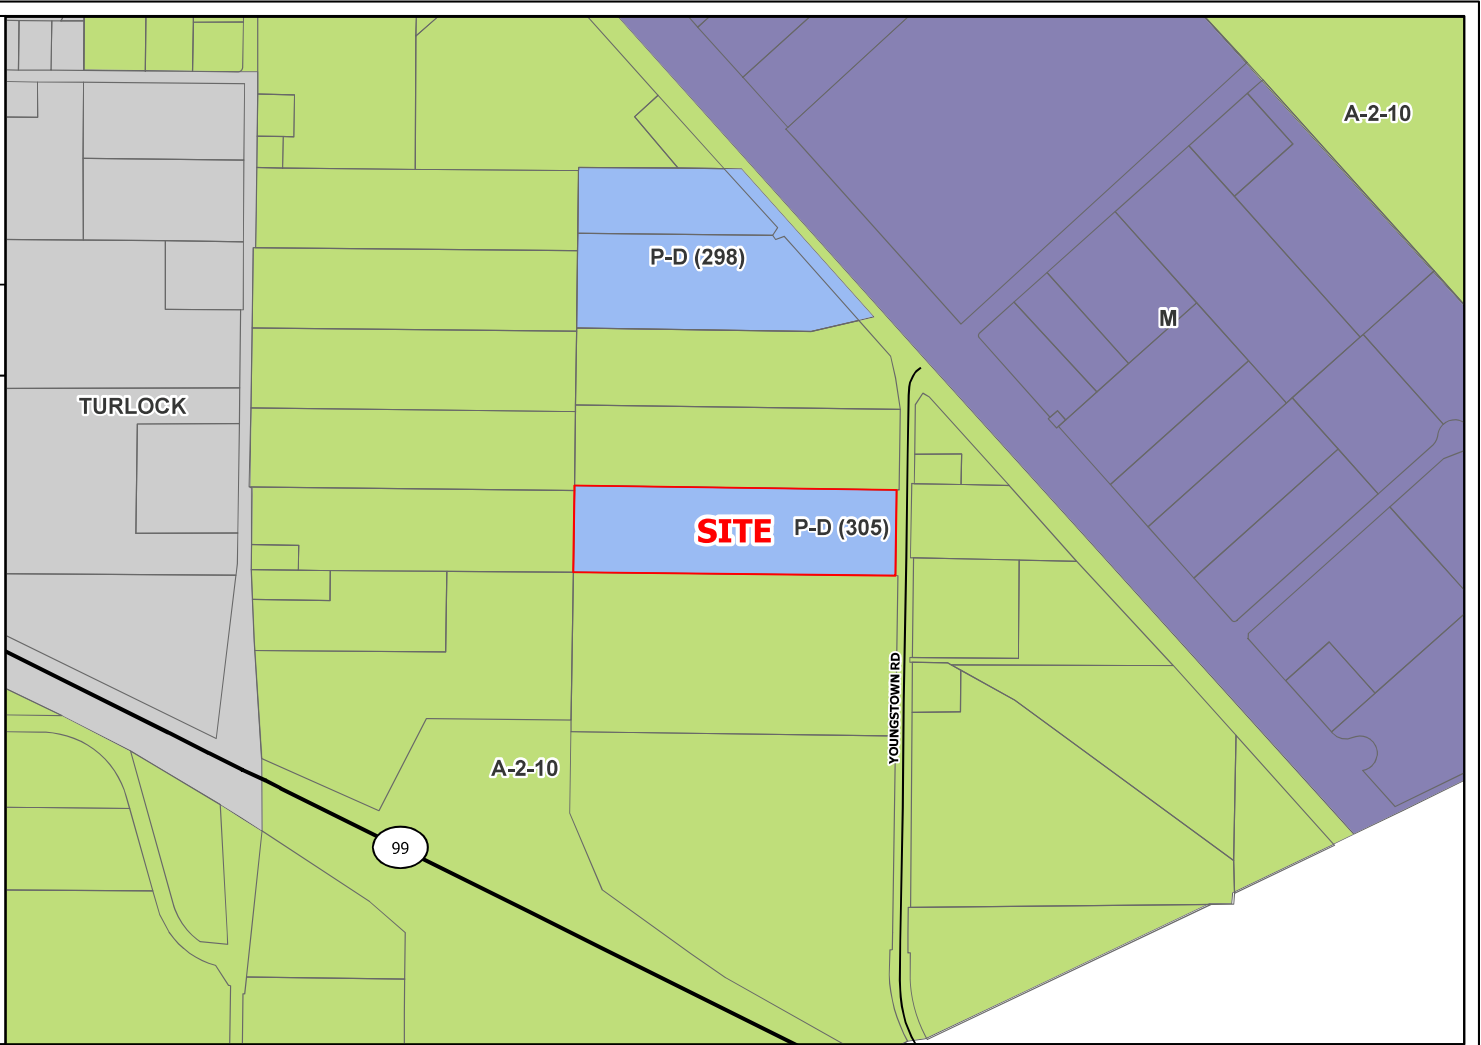 A-2-10
P-D (298)
M
TURLOCK
SITE
P-D (305)
YOUNGSTOWN RD
A-2-10
99